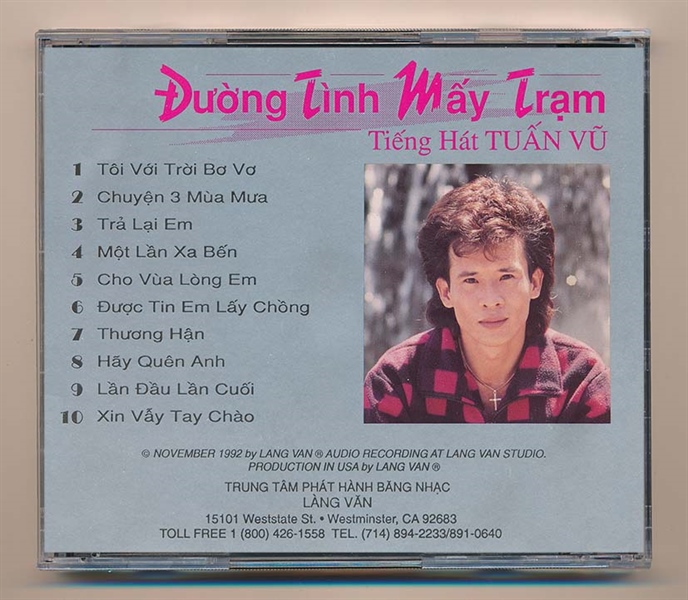 Đường Tình Mấy Trạm
Tiếng Hát TUẤN VŨ
1 Tôi Với Trời Bơ Vơ
2 Chuyện 3 Mùa Mưa
3 Trả Lại Em
4 Một Lần Xa Bến
5 Cho Vùa Lòng Em
6 Được Tin Em Lấy Chồng
7 Thương Hận
8 Hãy Quên Anh
9 Lần Đầu Lần Cuối
10 Xin Vẫy Tay Chào
© NOVEMBER 1992 by LANG VAN ® AUDIO RECORDING AT LANG VAN STUDIO.
PRODUCTION IN USA by LANG VAN ®
TRUNG TÂM PHÁT HÀNH BĂNG NHẠC
LÀNG VĂN
15101 Weststate St. • Westminster, CA 92683
TOLL FREE 1 (800) 426-1558 TEL. (714) 894-2233/891-0640